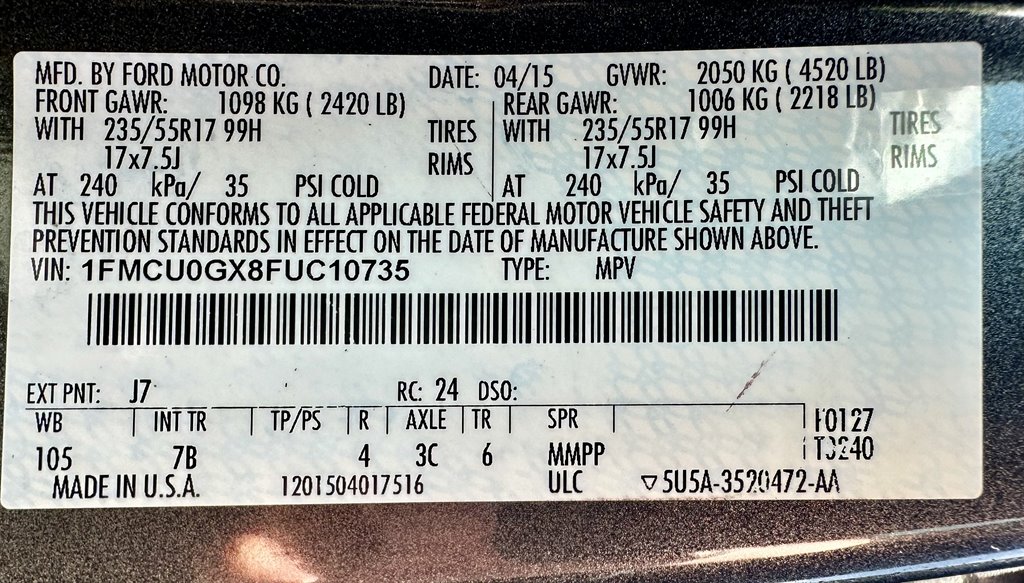 MFD. BY FORD MOTOR CO. DATE: 04/15 GVWR: 2050 KG ( 4520 LB)
FRONT GAWR: 1098 KG ( 2420 LB) REAR GAWR: 1006 KG ( 2218 LB)
WITH 235/55R17 99H TIRES WITH 235/55R17 99H TIRES
17x7.5J RIMS 17x7.5J RIMS
AT 240 kPa/ 35 PSI COLD AT 240 kPa/ 35 PSI COLD
THIS VEHICLE CONFORMS TO ALL APPLICABLE FEDERAL MOTOR VEHICLE SAFETY AND THEFT
PREVENTION STANDARDS IN EFFECT ON THE DATE OF MANUFACTURE SHOWN ABOVE.
VIN: 1FMCU0GX8FUC10735 TYPE: MPV
EXT PNT: J7 RC: 24 DSO:
WB INT TR TP/PS R AXLE TR SPR F0127
105 7B 4 3C 6 MMPP T0240
MADE IN U.S.A. 1201504017516 ULC ▽5U5A-3520472-AA